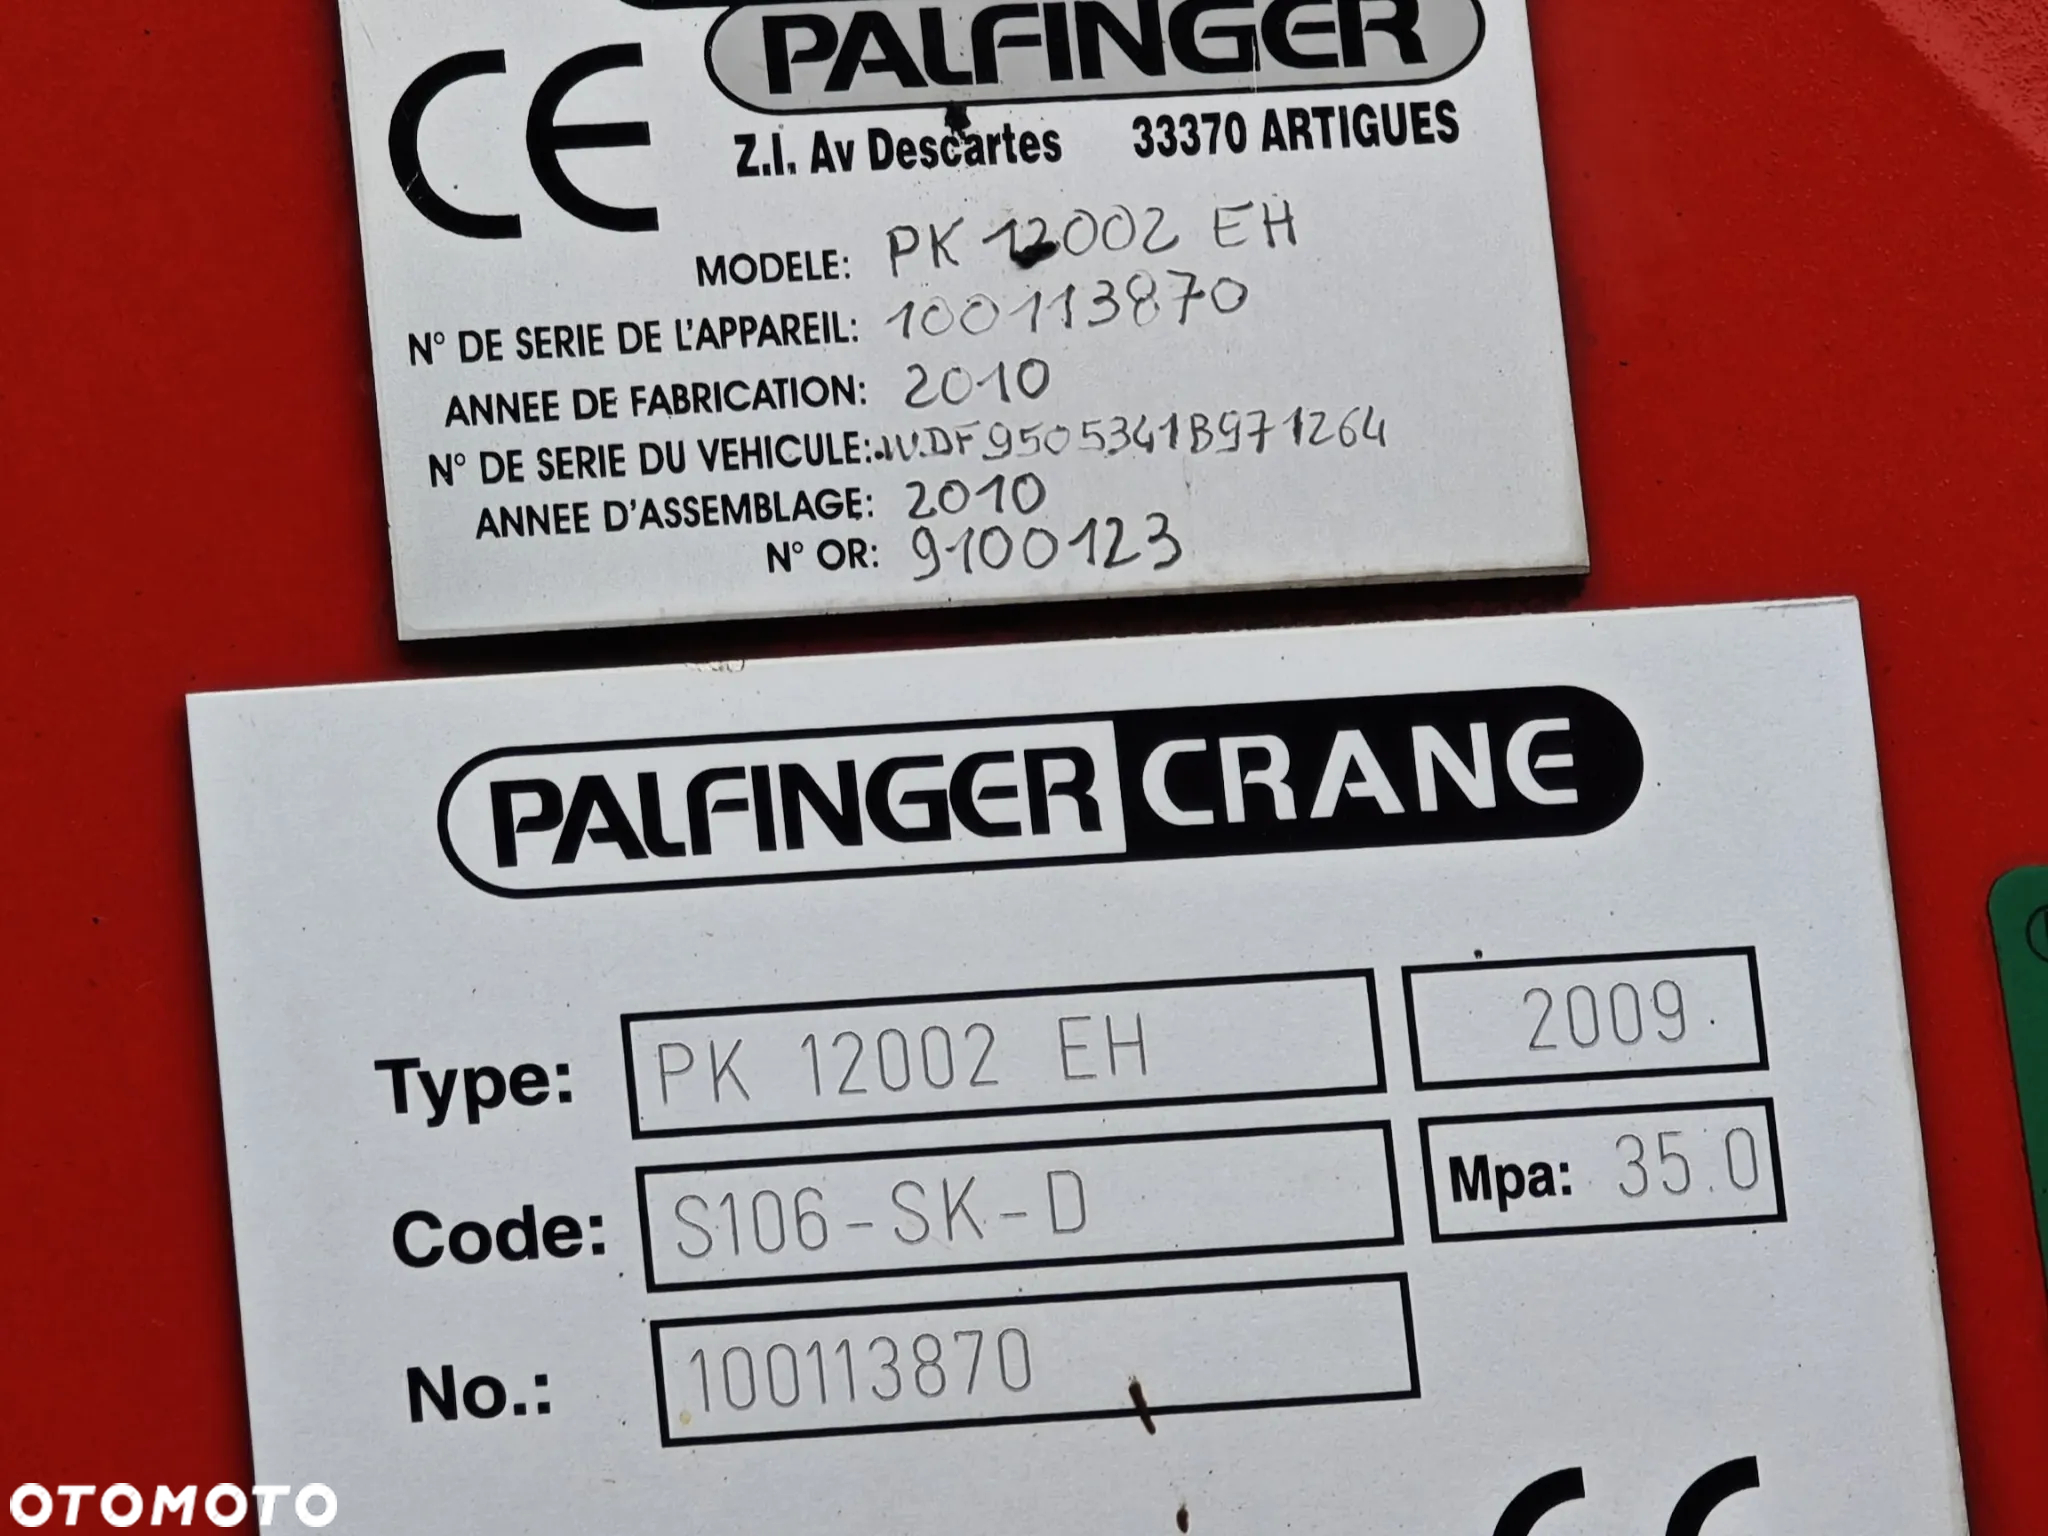 CE
PALFINGER
Z.I. Av Descartes 33370 ARTIGUES
MODELE: PK 12002 EH
N° DE SERIE DE L'APPAREIL: 100113870
ANNEE DE FABRICATION: 2010
N° DE SERIE DU VEHICULE: WDF9505341B971264
ANNEE D'ASSEMBLAGE: 2010
N° OR: 9100123
PALFINGER CRANE
Type: PK 12002 EH 2009
Code: S106-SK-D Mpa: 35.0
No.: 100113870
CE
OTOMOTO